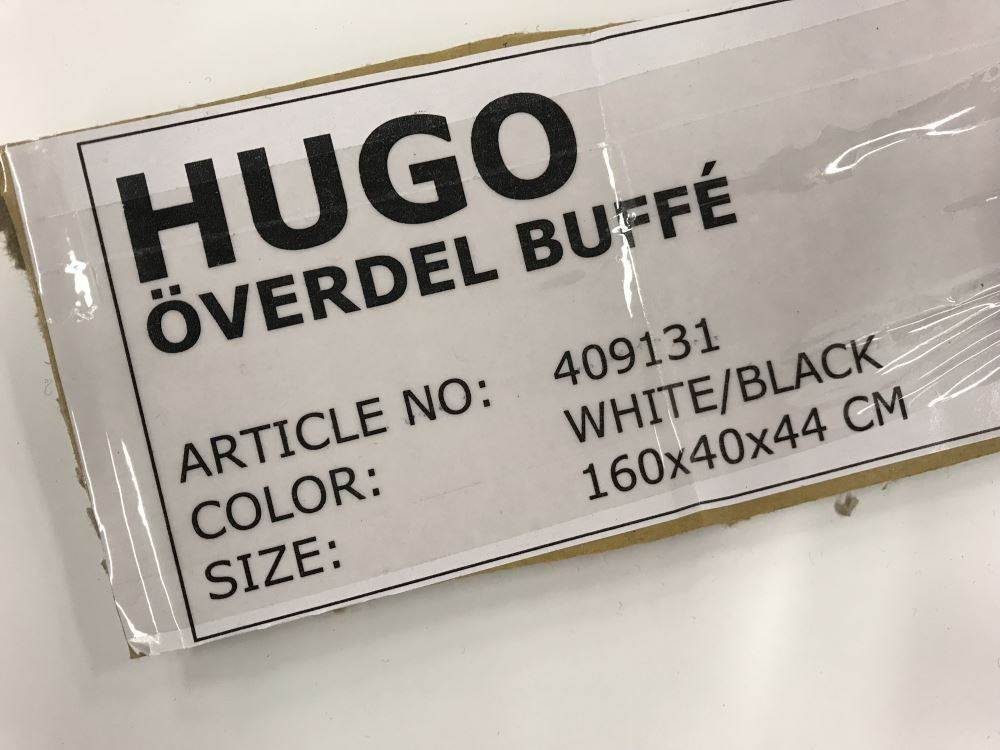 HUGO
ÖVERDEL BUFFÉ
ARTICLE NO: 409131
COLOR: WHITE/BLACK
SIZE: 160x40x44 CM